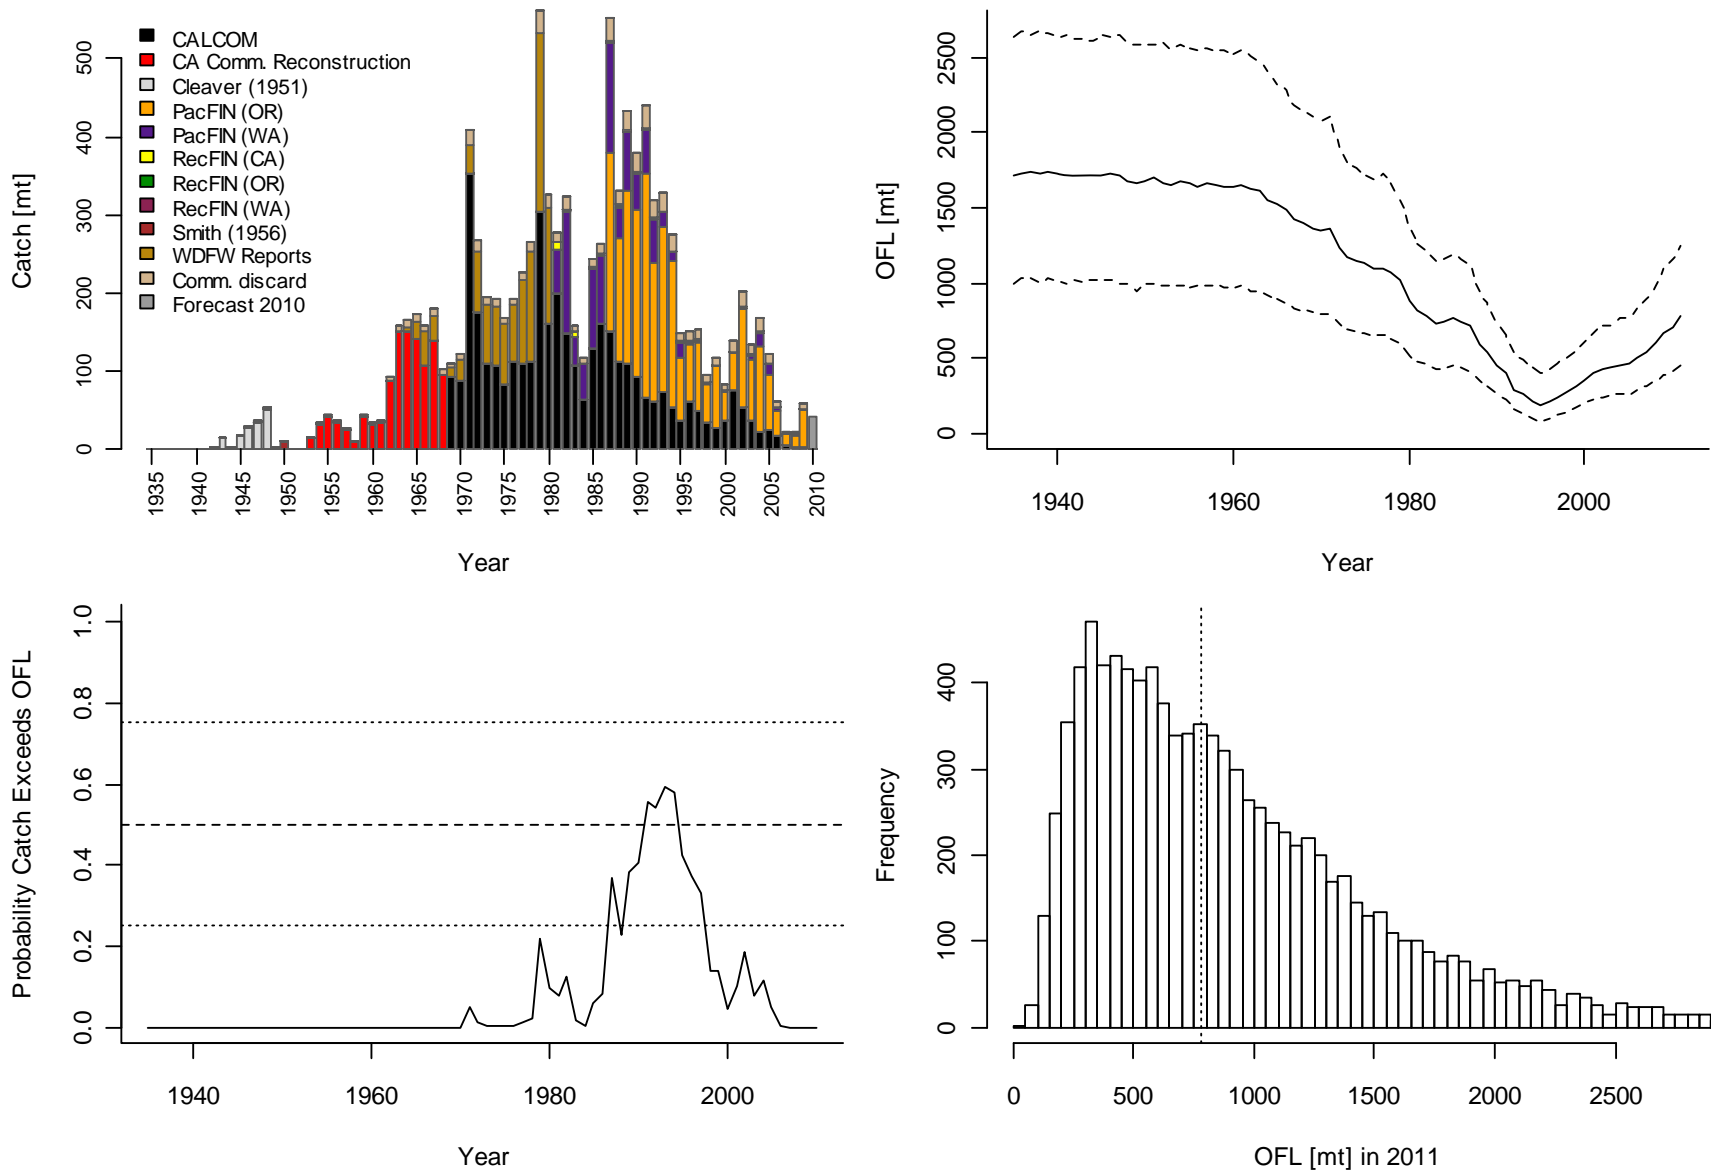 Catch [mt]
500
400
300
200
100
0
CALCOM
CA Comm. Reconstruction
Cleaver (1951)
PacFIN (OR)
PacFIN (WA)
RecFIN (CA)
RecFIN (OR)
RecFIN (WA)
Smith (1956)
WDFW Reports
Comm. discard
Forecast 2010
1935 1940 1945 1950 1955 1960 1965 1970 1975 1980 1985 1990 1995 2000 2005 2010
Year
OFL [mt]
2500
2000
1500
1000
500
0
1940 1960 1980 2000
Year
Probability Catch Exceeds OFL
1.0
0.8
0.6
0.4
0.2
0.0
1940 1960 1980 2000
Year
Frequency
400
300
200
100
0
0 500 1000 1500 2000 2500
OFL [mt] in 2011